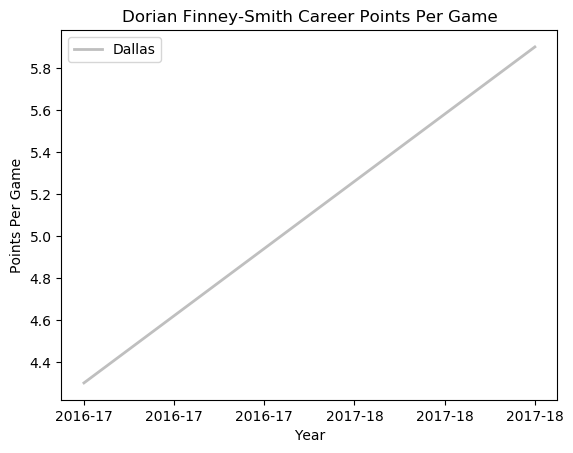 Dorian Finney-Smith Career Points Per Game
Dallas
Points Per Game
5.8
5.6
5.4
5.2
5.0
4.8
4.6
4.4
2016-17 2016-17 2016-17 2017-18 2017-18 2017-18
Year